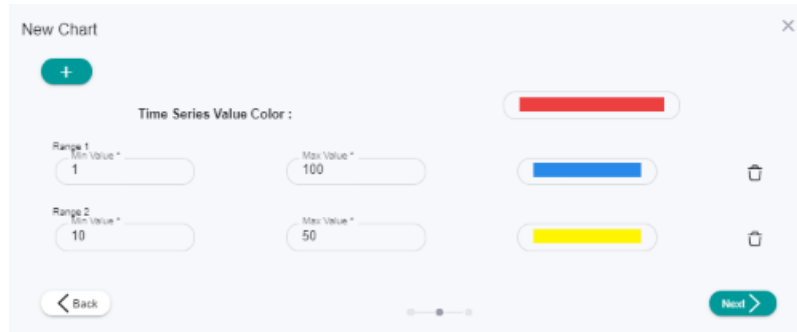 New Chart
+
Time Series Value Color :
Range 1
Min Value * Max Value *
1 100
Range 2
Min Value * Max Value *
10 50
Back Next